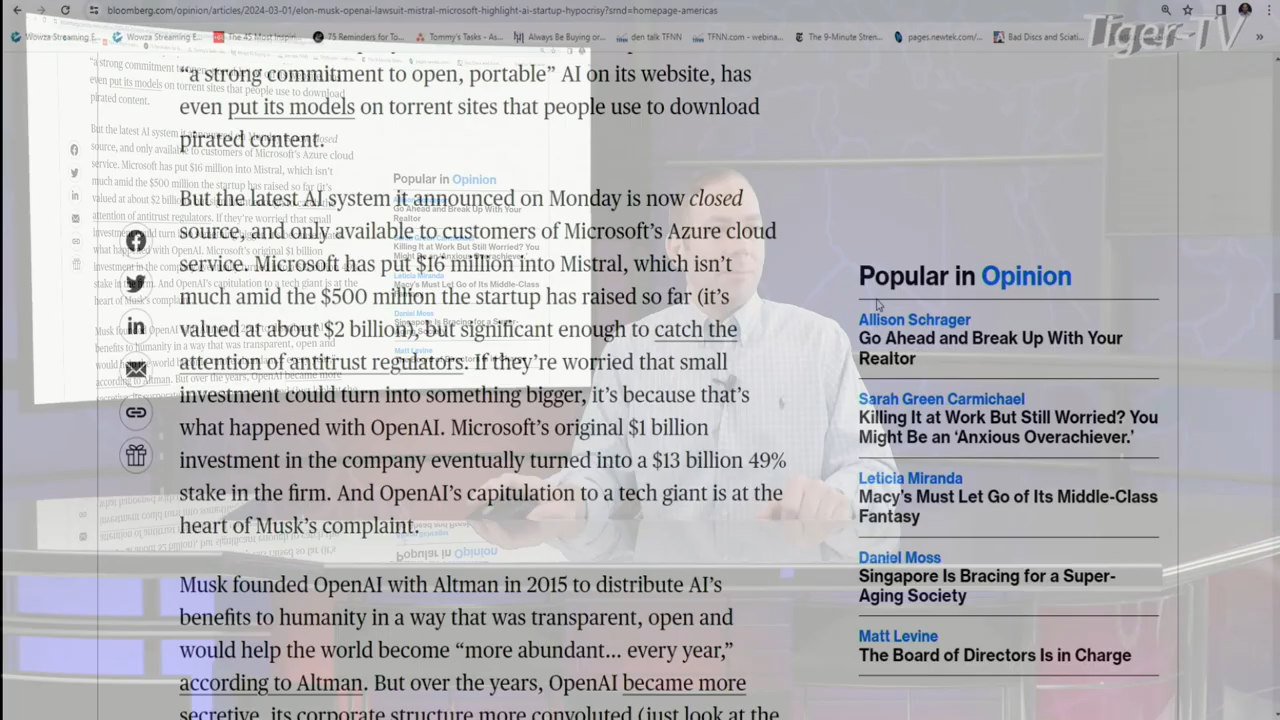 bloomberg.com/opinion/articles/2024-03-01/elon-musk-openai-lawsuit-mistral-microsoft-highlight-ai-startup-hypocrisy?srnd=homepage-americas
Tiger-TV
Wowza Streaming E...
Wowza Streaming E...
The 45 Most Inspiri...
75 Reminders for To...
Tommy's Tasks - As...
Always Be Buying or...
den talk TFNN
TFNN.com - webina...
The 9-Minute Stren...
pages.newtek.com/...
Bad Discs and Sciati...
»
“a strong commitment to open, portable” AI on its website, has
even put its models on torrent sites that people use to download
pirated content.
But the latest AI system it announced on Monday is now closed
source, and only available to customers of Microsoft’s Azure cloud
service. Microsoft has put $16 million into Mistral, which isn’t
much amid the $500 million the startup has raised so far (it’s
valued at about $2 billion), but significant enough to catch the
attention of antitrust regulators. If they’re worried that small
investment could turn into something bigger, it’s because that’s
what happened with OpenAI. Microsoft’s original $1 billion
investment in the company eventually turned into a $13 billion 49%
stake in the firm. And OpenAI’s capitulation to a tech giant is at the
heart of Musk’s complaint.
Musk founded OpenAI with Altman in 2015 to distribute AI’s
benefits to humanity in a way that was transparent, open and
would help the world become “more abundant... every year,”
according to Altman. But over the years, OpenAI became more
secretive, its corporate structure more convoluted (just look at the
Popular in Opinion
Allison Schrager
Go Ahead and Break Up With Your
Realtor
Sarah Green Carmichael
Killing It at Work But Still Worried? You
Might Be an ‘Anxious Overachiever.’
Leticia Miranda
Macy’s Must Let Go of Its Middle-Class
Fantasy
Daniel Moss
Singapore Is Bracing for a Super-
Aging Society
Matt Levine
The Board of Directors Is in Charge